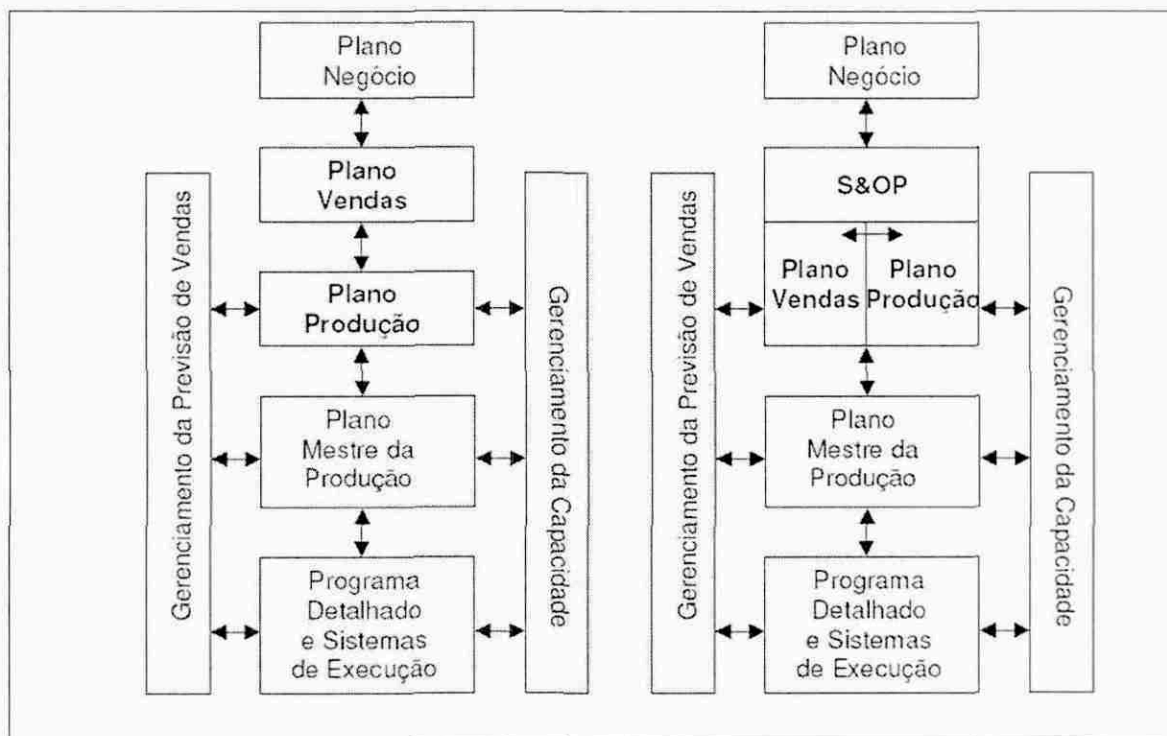 Plano
Negócio
Plano
Vendas
Plano
Produção
Plano
Mestre da
Produção
Programa
Detalhado
e Sistemas
de Execução
Gerenciamento da Previsão de Vendas
Gerenciamento da Capacidade
Plano
Negócio
S&OP
Plano
Vendas
Plano
Produção
Plano
Mestre da
Produção
Programa
Detalhado
e Sistemas
de Execução
Gerenciamento da Previsão de Vendas
Gerenciamento da Capacidade